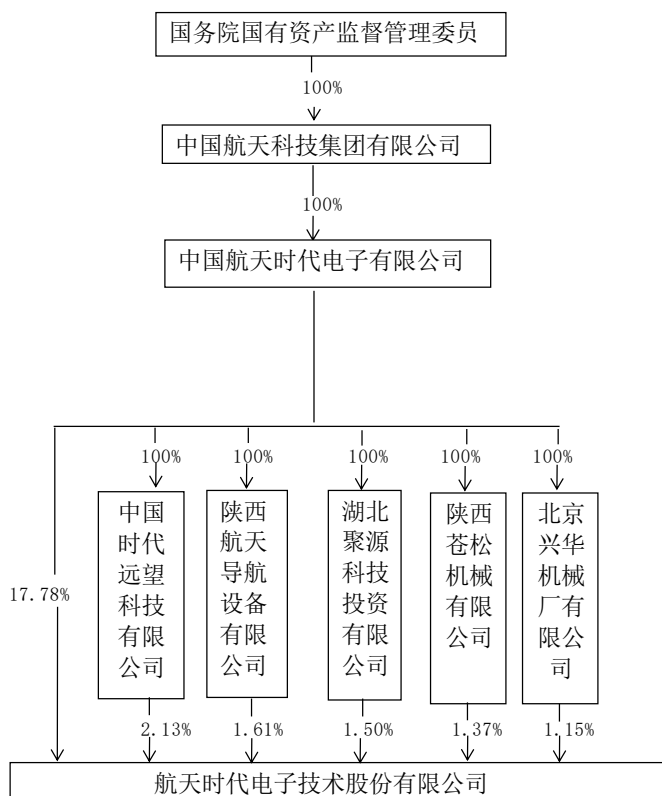 国务院国有资产监督管理委员
100%
中国航天科技集团有限公司
100%
中国航天时代电子有限公司
100%
100%
100%
100%
100%
中国
时代
远望
科技
有限
公司
陕西
航天
导航
设备
有限
公司
湖北
聚源
科技
投资
有限
公司
陕西
苍松
机械
有限
公司
北京
兴华
机械
厂有
限公
司
17.78%
2.13%
1.61%
1.50%
1.37%
1.15%
航天时代电子技术股份有限公司